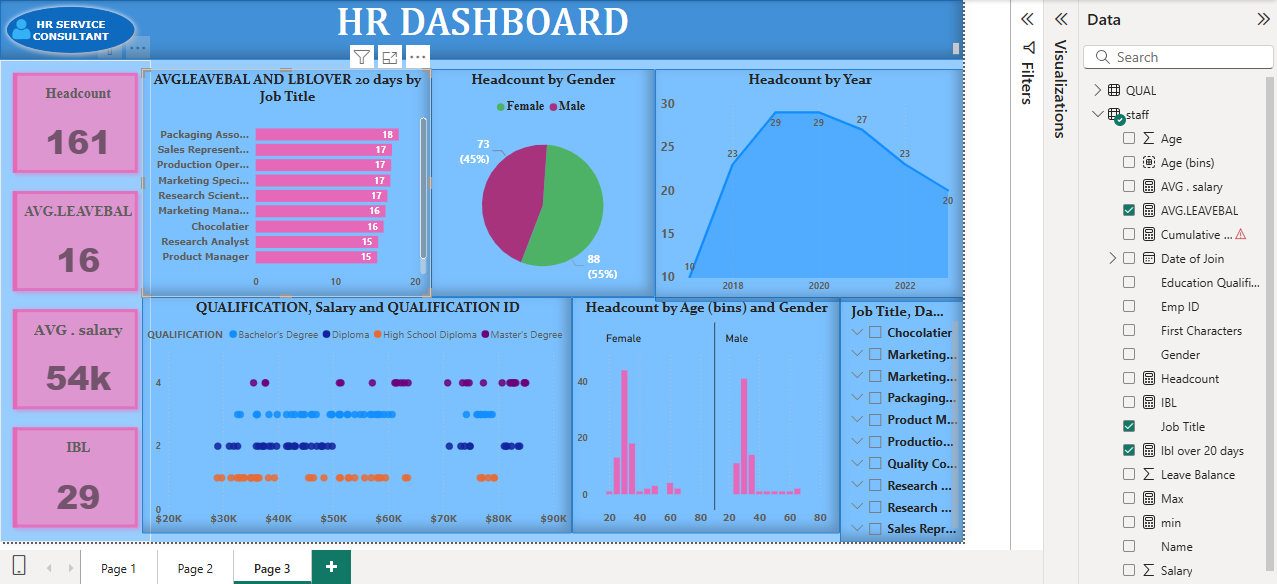 HR SERVICE
CONSULTANT
HR DASHBOARD
Headcount
161
AVG.LEAVEBAL
16
AVG . salary
54k
IBL
29
AVGLEAVEBAL AND LBLOVER 20 days by
Job Title
Packaging Asso... 18
Sales Represent... 17
Production Oper... 17
Marketing Speci... 17
Research Scient... 17
Marketing Mana... 16
Chocolatier 16
Research Analyst 15
Product Manager 15
0 10 20
Headcount by Gender
Female Male
73
(45%)
88
(55%)
Headcount by Year
30
25
20
15
10
10 23 29 29 27 23 20
2018 2020 2022
QUALIFICATION, Salary and QUALIFICATION ID
QUALIFICATION Bachelor's Degree Diploma High School Diploma Master's Degree
4
2
0
$20K $30K $40K $50K $60K $70K $80K $90K
Headcount by Age (bins) and Gender
Female Male
40
20
0
20 40 60 80 20 40 60 80
Job Title, Da...
Chocolatier
Marketing...
Marketing...
Packaging...
Product M...
Productio...
Quality Co...
Research ...
Research ...
Sales Repr...
Page 1 Page 2 Page 3 +
Filters
Visualizations
Data
Search
QUAL
staff
Age
Age (bins)
AVG . salary
AVG.LEAVEBAL
Cumulative ...
Date of Join
Education Qualifi...
Emp ID
First Characters
Gender
Headcount
IBL
Job Title
lbl over 20 days
Leave Balance
Max
min
Name
Salary